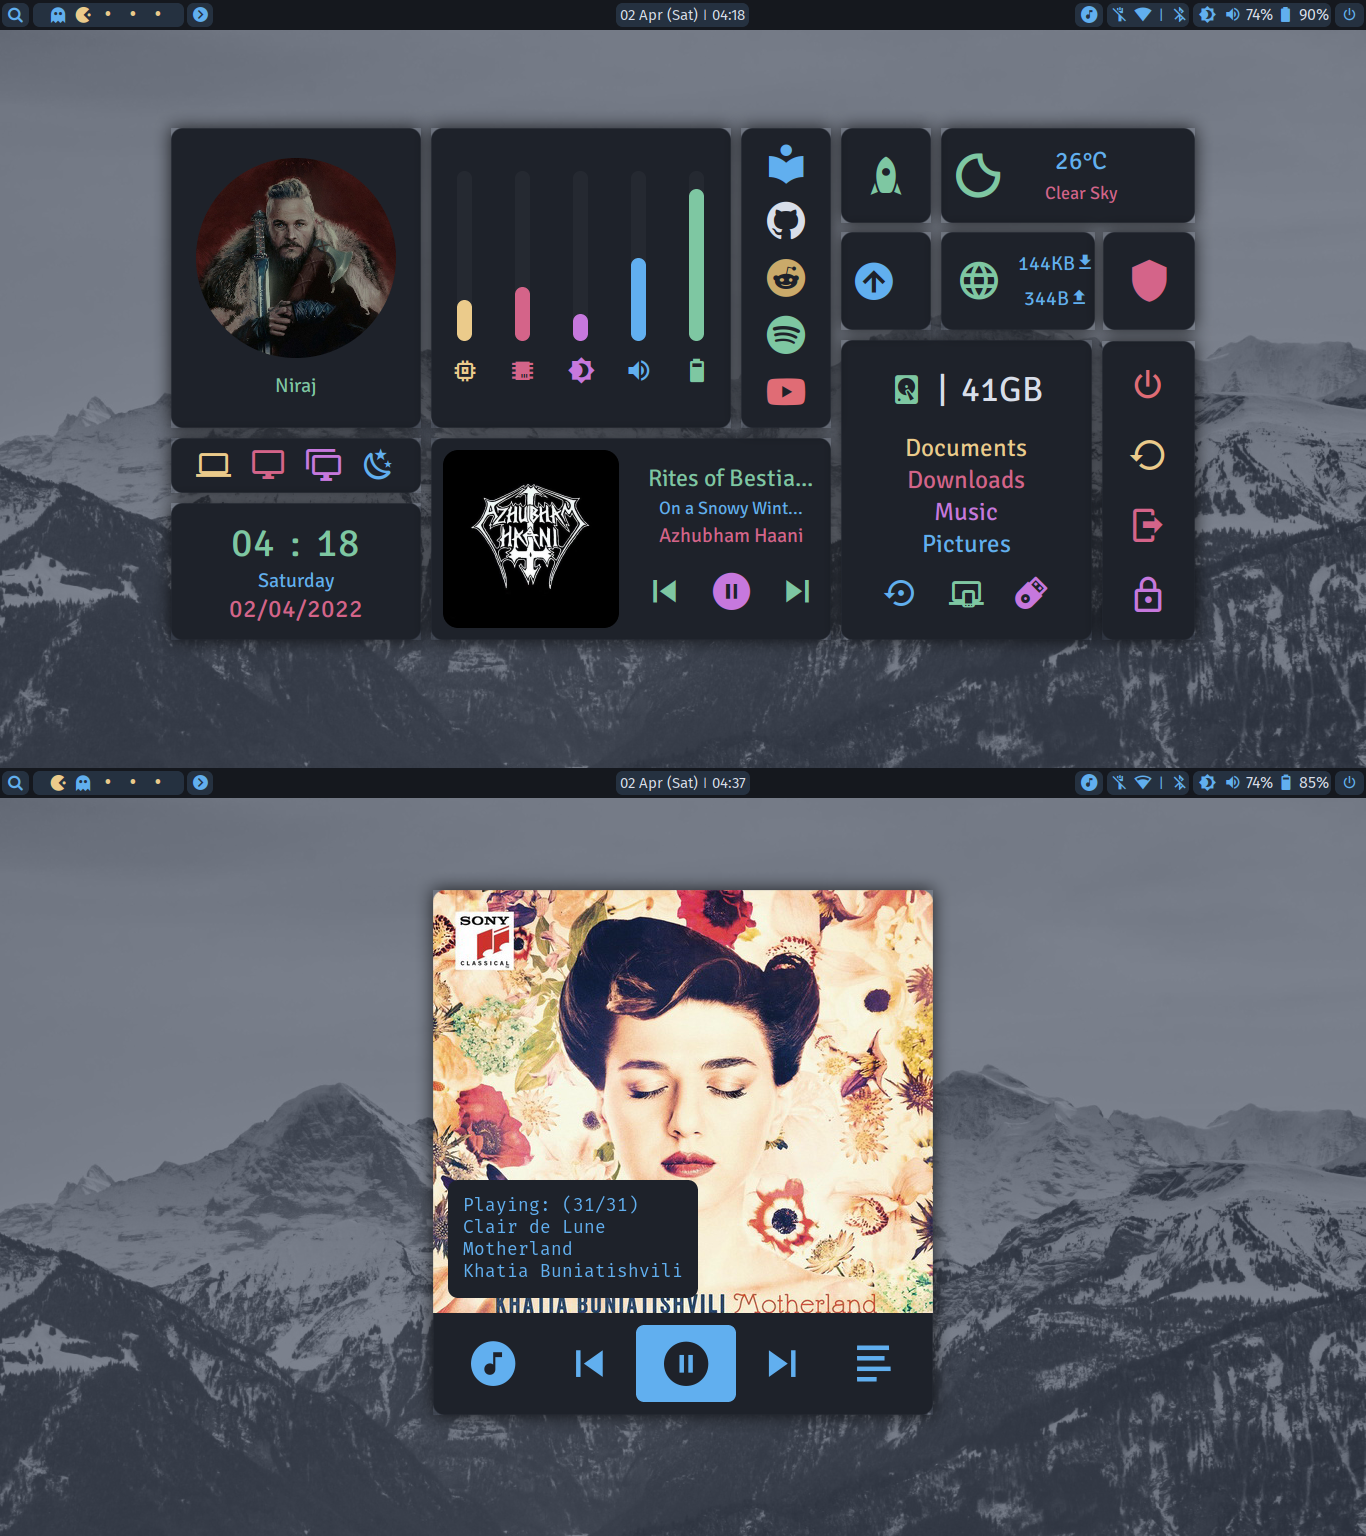 02 Apr (Sat) | 04:18
74% 90%
Niraj
04 : 18
Saturday
02/04/2022
AZHUBHAM
HAANI
Rites of Bestia...
On a Snowy Wint...
Azhubham Haani
26°C
Clear Sky
144KB
344B
| 41GB
Documents
Downloads
Music
Pictures
02 Apr (Sat) | 04:37
74% 85%
SONY
CLASSICAL
Playing: (31/31)
Clair de Lune
Motherland
Khatia Buniatishvili
KHATIA BUNIATISHVILI Motherland